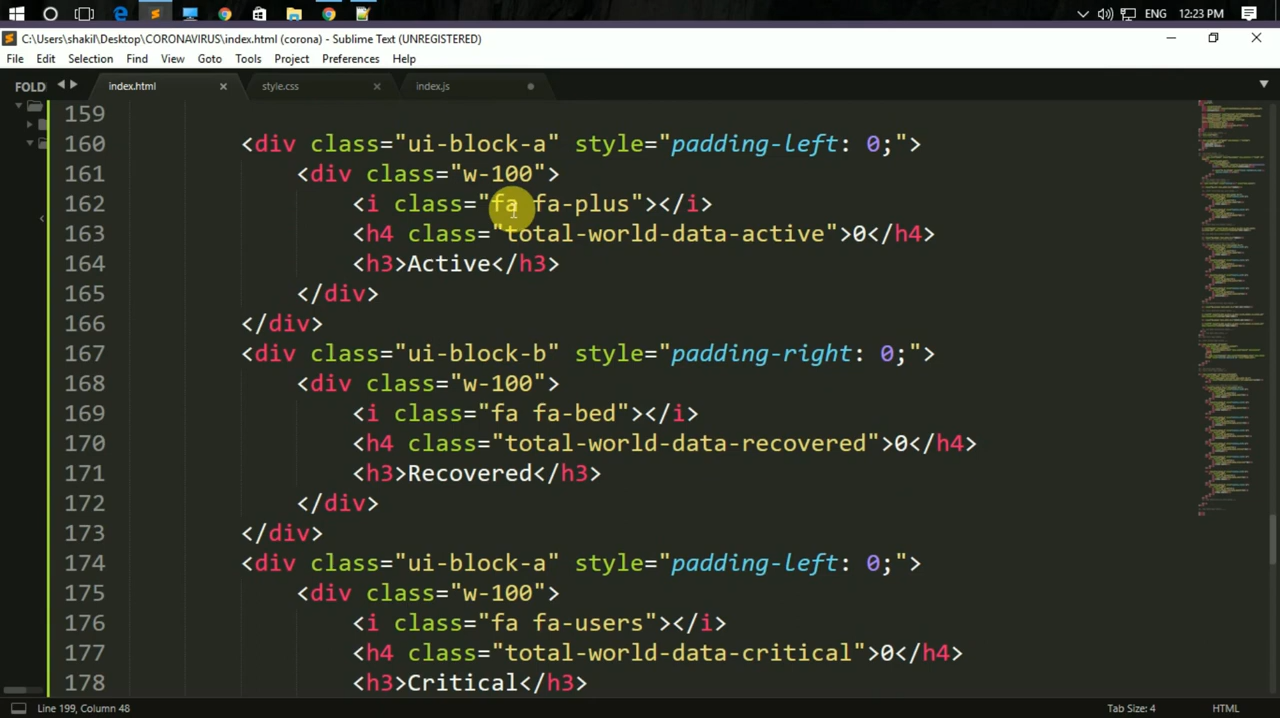 ENG 12:23 PM
C:\Users\shakil\Desktop\CORONAVIRUS\index.html (corona) - Sublime Text (UNREGISTERED)
File Edit Selection Find View Goto Tools Project Preferences Help
FOLD index.html style.css index.js
159
160 <div class="ui-block-a" style="padding-left: 0;">
161 <div class="w-100">
162 <i class="fa fa-plus"></i>
163 <h4 class="total-world-data-active">0</h4>
164 <h3>Active</h3>
165 </div>
166 </div>
167 <div class="ui-block-b" style="padding-right: 0;">
168 <div class="w-100">
169 <i class="fa fa-bed"></i>
170 <h4 class="total-world-data-recovered">0</h4>
171 <h3>Recovered</h3>
172 </div>
173 </div>
174 <div class="ui-block-a" style="padding-left: 0;">
175 <div class="w-100">
176 <i class="fa fa-users"></i>
177 <h4 class="total-world-data-critical">0</h4>
178 <h3>Critical</h3>
Line 199, Column 48 Tab Size: 4 HTML